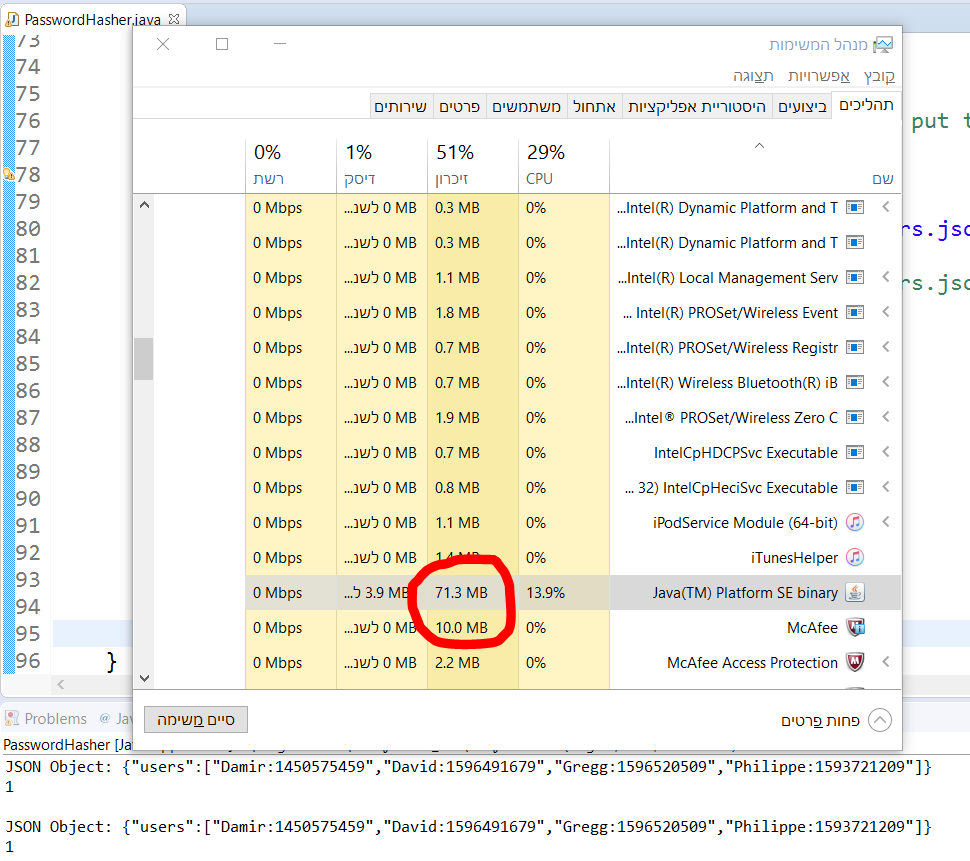 PasswordHasher.java
73
74
75
76
77
78
79
80
81
82
83
84
85
86
87
88
89
90
91
92
93
94
95
96
put t
rs.jsc
rs.jsc
}
מנהל המשימות
קובץ אפשרויות תצוגה
תהליכים ביצועים היסטוריית אפליקציות אתחול משתמשים פרטים שירותים
0% 1% 51% 29%
רשת דיסק זיכרון CPU שם
0 Mbps 0 MB לשנ... 0.3 MB 0% Intel(R) Dynamic Platform and T...
0 Mbps 0 MB לשנ... 0.3 MB 0% Intel(R) Dynamic Platform and T...
0 Mbps 0 MB לשנ... 1.1 MB 0% Intel(R) Local Management Serv...
0 Mbps 0 MB לשנ... 1.8 MB 0% Intel(R) PROSet/Wireless Event ...
0 Mbps 0 MB לשנ... 0.7 MB 0% Intel(R) PROSet/Wireless Registr...
0 Mbps 0 MB לשנ... 0.7 MB 0% Intel(R) Wireless Bluetooth(R) iB...
0 Mbps 0 MB לשנ... 1.9 MB 0% Intel® PROSet/Wireless Zero C...
0 Mbps 0 MB לשנ... 0.7 MB 0% IntelCpHDCPSvc Executable
0 Mbps 0 MB לשנ... 0.8 MB 0% ... 32) IntelCpHeciSvc Executable
0 Mbps 0 MB לשנ... 1.1 MB 0% iPodService Module (64-bit)
0 Mbps 0 MB לשנ... 1.4 MB 0% iTunesHelper
0 Mbps 3.9 MB ל... 71.3 MB 13.9% Java(TM) Platform SE binary
0 Mbps 0 MB לשנ... 10.0 MB 0% McAfee
0 Mbps 0 MB לשנ... 2.2 MB 0% McAfee Access Protection
סיים משימה
פחות פרטים
Problems @ Jav
PasswordHasher [Ja
JSON Object: {"users":["Damir:1450575459","David:1596491679","Gregg:1596520509","Philippe:1593721209"]}
1
JSON Object: {"users":["Damir:1450575459","David:1596491679","Gregg:1596520509","Philippe:1593721209"]}
1